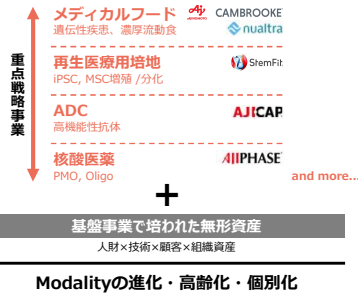 重点戦略事業
メディカルフード
遺伝性疾患、濃厚流動食
AJINOMOTO
CAMBROOKE
nualtra
再生医療用培地
iPSC, MSC増殖 /分化
StemFit
ADC
高機能性抗体
AJICAP
核酸医薬
PMO, Oligo
AJIPHASE
and more...
+
基盤事業で培われた無形資産
人財×技術×顧客×組織資産
Modalityの進化・高齢化・個別化